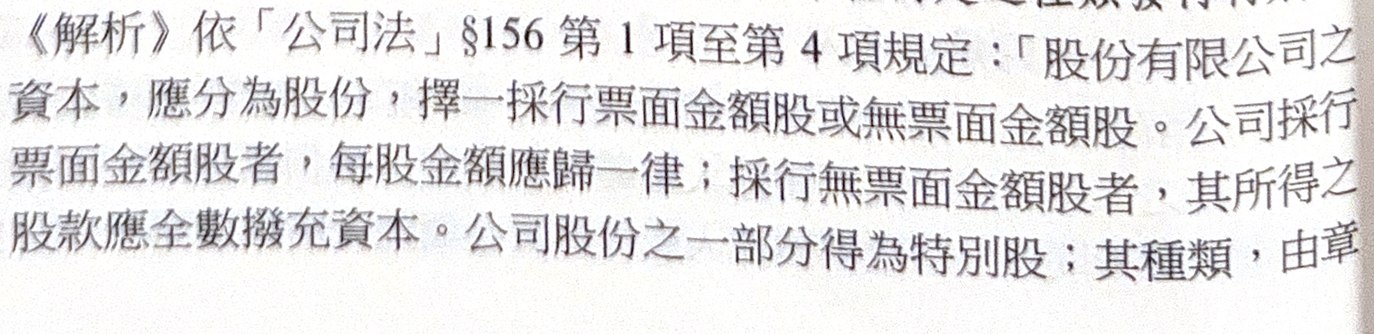 《解析》依「公司法」§156 第 1 項至第 4 項規定：「股份有限公司之
資本，應分為股份，擇一採行票面金額股或無票面金額股。公司採行
票面金額股者，每股金額應歸一律；採行無票面金額股者，其所得之
股款應全數撥充資本。公司股份之一部分得為特別股；其種類，由章